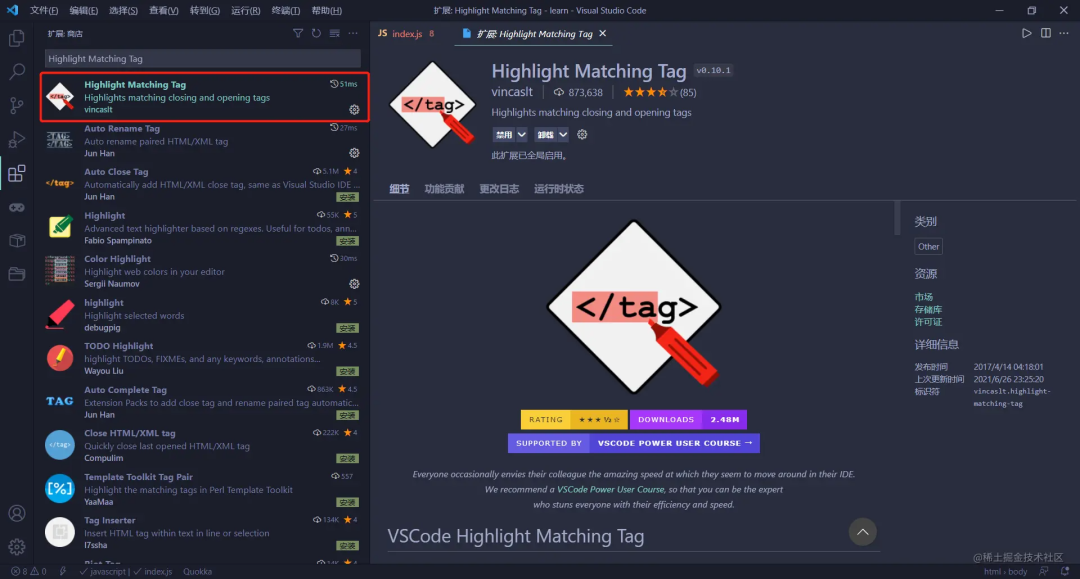 文件(F) 编辑(E) 选择(S) 查看(V) 转到(G) 运行(R) 终端(T) 帮助(H)
扩展: Highlight Matching Tag - learn - Visual Studio Code
扩展: 商店
Highlight Matching Tag
Highlight Matching Tag 51ms
Highlights matching closing and opening tags
vincaslt
Auto Rename Tag 27ms
Auto rename paired HTML/XML tag
Jun Han
Auto Close Tag 5.1M ★ 4
Automatically add HTML/XML close tag, same as Visual Studio IDE ...
Jun Han 安装
Highlight 55K ★ 5
Advanced text highlighter based on regexes. Useful for todos, ann...
Fabio Spampinato 安装
Color Highlight 30ms
Highlight web colors in your editor
Sergii Naumov
highlight 8K ★ 5
Highlight selected words
debugpig 安装
TODO Highlight 1.9M ★ 4.5
highlight TODOs, FIXMEs, and any keywords, annotations...
Wayou Liu 安装
Auto Complete Tag 863K ★ 4.5
Extension Packs to add close tag and rename paired tag automatic...
Jun Han 安装
Close HTML/XML tag 222K ★ 4
Quickly close last opened HTML/XML tag
Compulim 安装
Template Toolkit Tag Pair 557
Highlight the matching tags in Perl Template Toolkit
YaaMaa 安装
Tag Inserter 134K ★ 4
Insert HTML tag within text in line or selection
l7ssha 安装
JS index.js 8
扩展: Highlight Matching Tag
</tag>
Highlight Matching Tag v0.10.1
vincaslt 873,638 ★★★★☆(85)
Highlights matching closing and opening tags
禁用 卸载
此扩展已全局启用。
细节 功能贡献 更改日志 运行时状态
</tag>
RATING ★★★½☆ DOWNLOADS 2.48M
SUPPORTED BY VSCODE POWER USER COURSE →
Everyone occasionally envies their colleague the amazing speed at which they seem to move around in their IDE.
We recommend a VSCode Power User Course, so that you can be the expert
who stuns everyone with their efficiency and speed.
VSCode Highlight Matching Tag
类别
Other
资源
市场
存储库
许可证
详细信息
发布时间 2017/4/14 04:18:01
上次更新时间 2021/6/26 23:25:20
标识符 vincaslt.highlight-
matching-tag
@稀土掘金技术社区
8 0 javascript | index.js Quokka
html › body